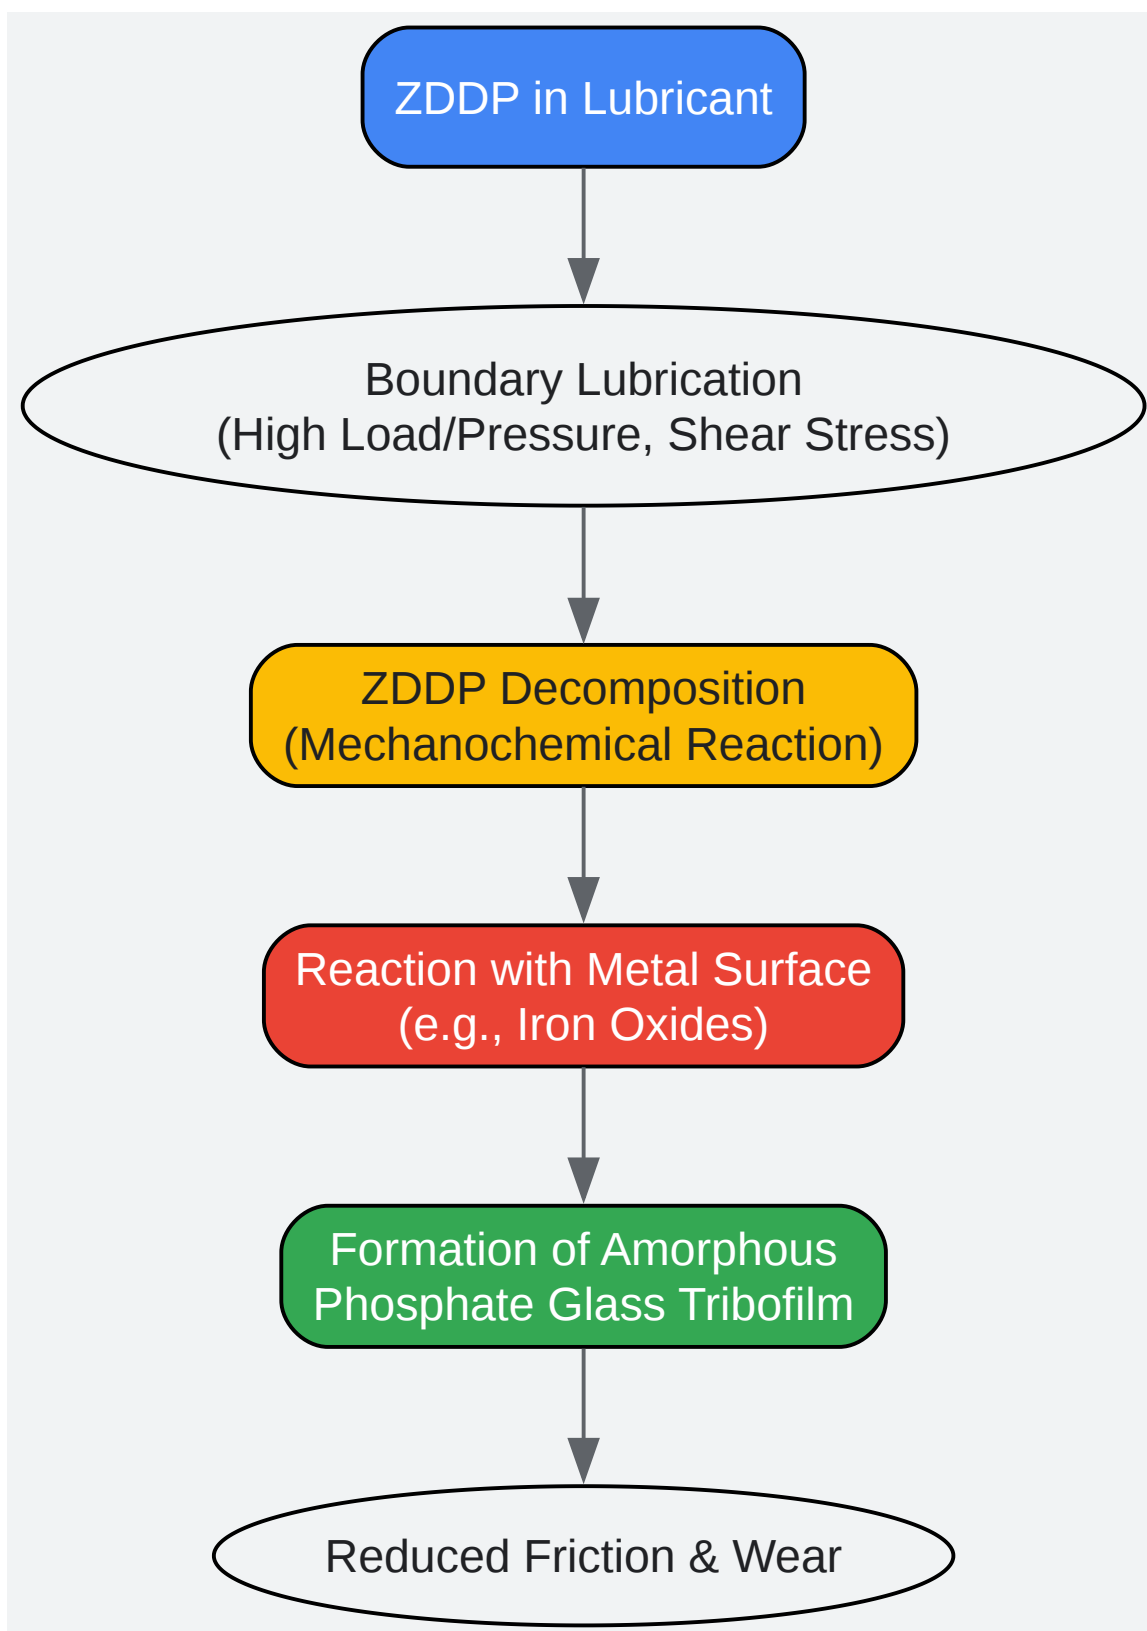 ZDDP in Lubricant
Boundary Lubrication
(High Load/Pressure, Shear Stress)
ZDDP Decomposition
(Mechanochemical Reaction)
Reaction with Metal Surface
(e.g., Iron Oxides)
Formation of Amorphous
Phosphate Glass Tribofilm
Reduced Friction & Wear